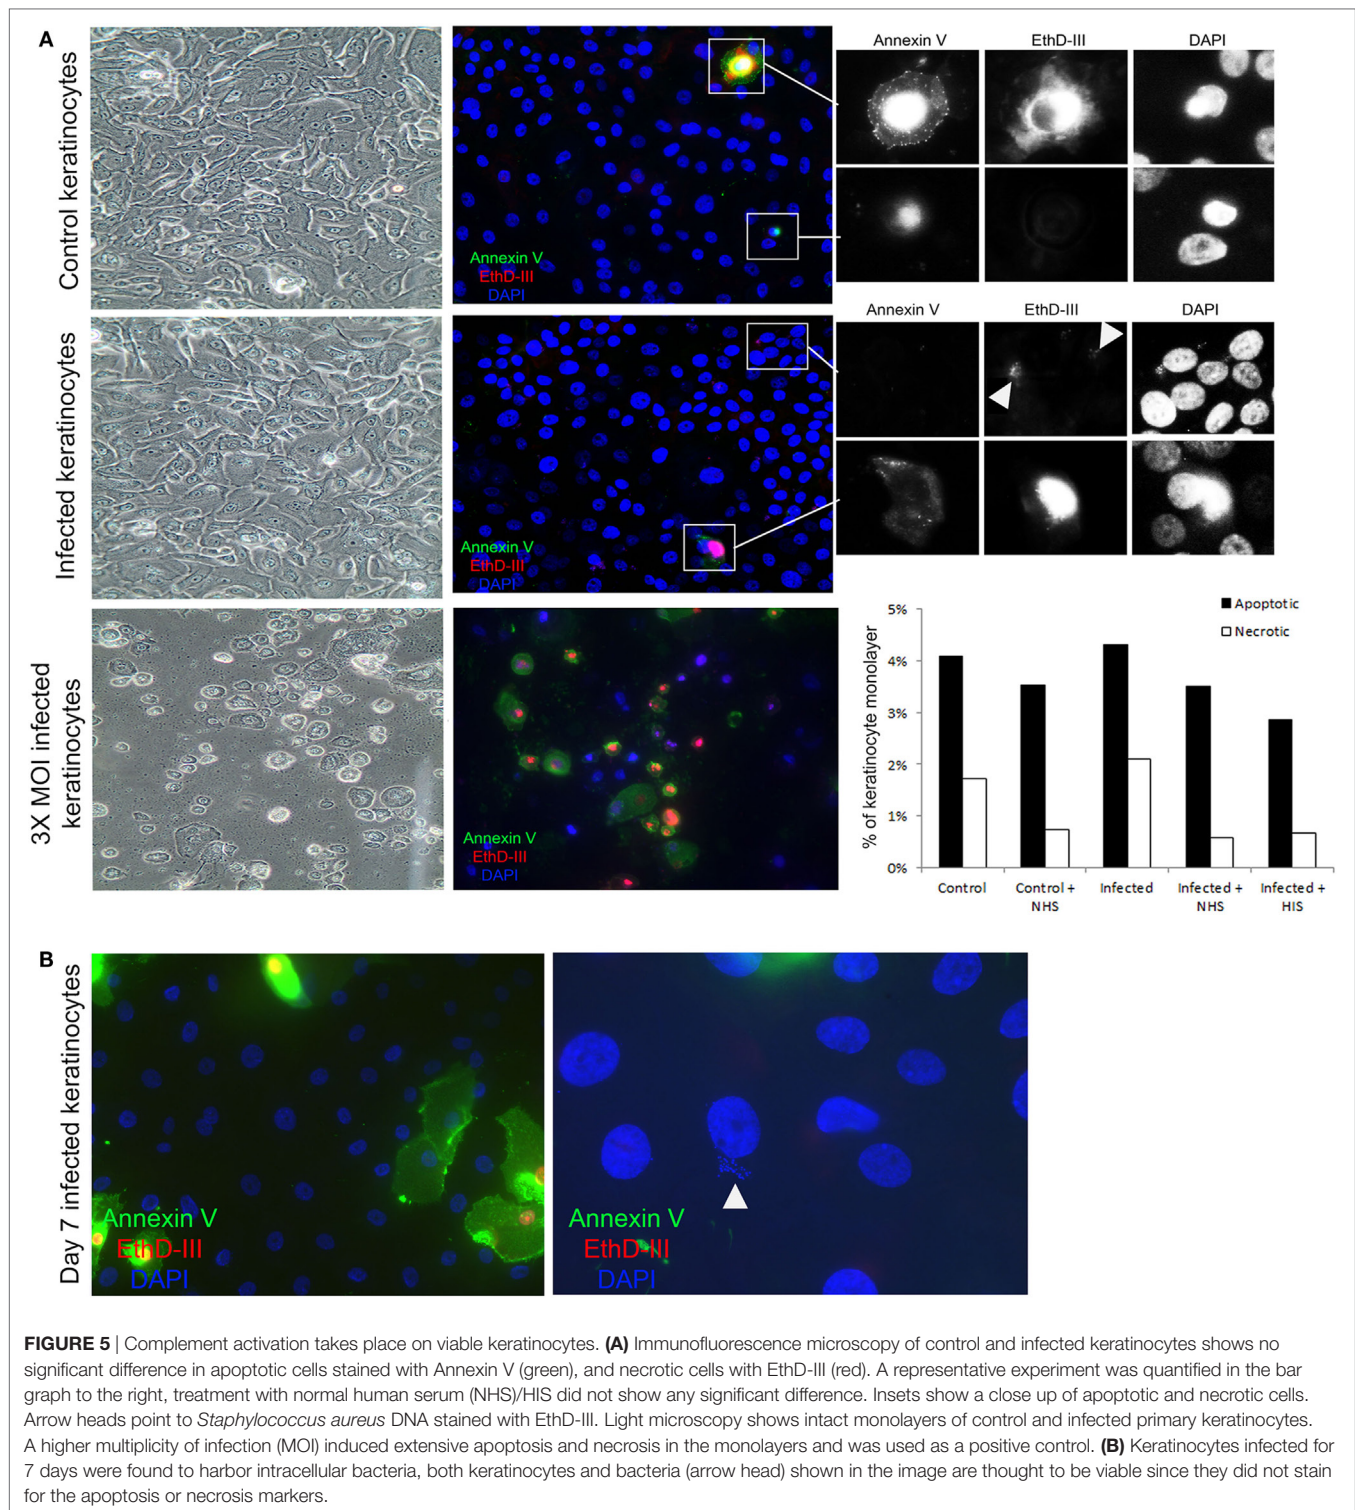 A
Control keratinocytes
Annexin V
EthD-III
DAPI
Annexin V EthD-III DAPI
Infected keratinocytes
Annexin V
EthD-III
DAPI
Annexin V EthD-III DAPI
3X MOI infected
keratinocytes
Annexin V
EthD-III
DAPI
% of keratinocyte monolayer
5%
4%
3%
2%
1%
0%
Apoptotic
Necrotic
Control
Control + NHS
Infected
Infected + NHS
Infected + HIS
B
Day 7 infected keratinocytes
Annexin V
EthD-III
DAPI
Annexin V
EthD-III
DAPI
FIGURE 5 | Complement activation takes place on viable keratinocytes. (A) Immunofluorescence microscopy of control and infected keratinocytes shows no
significant difference in apoptotic cells stained with Annexin V (green), and necrotic cells with EthD-III (red). A representative experiment was quantified in the bar
graph to the right, treatment with normal human serum (NHS)/HIS did not show any significant difference. Insets show a close up of apoptotic and necrotic cells.
Arrow heads point to Staphylococcus aureus DNA stained with EthD-III. Light microscopy shows intact monolayers of control and infected primary keratinocytes.
A higher multiplicity of infection (MOI) induced extensive apoptosis and necrosis in the monolayers and was used as a positive control. (B) Keratinocytes infected for
7 days were found to harbor intracellular bacteria, both keratinocytes and bacteria (arrow head) shown in the image are thought to be viable since they did not stain
for the apoptosis or necrosis markers.